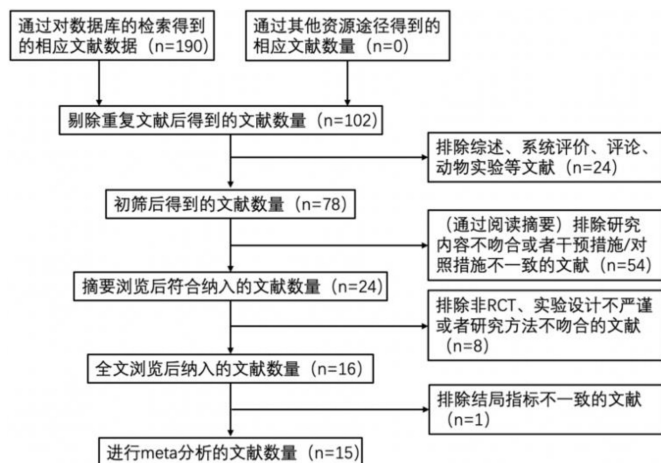 通过对数据库的检索得到
的相应文献数据（n=190）
通过其他资源途径得到的
相应文献数量（n=0）
剔除重复文献后得到的文献数量（n=102）
排除综述、系统评价、评论、
动物实验等文献（n=24）
初筛后得到的文献数量（n=78）
（通过阅读摘要）排除研究
内容不吻合或者干预措施/对
照措施不一致的文献（n=54）
摘要浏览后符合纳入的文献数量（n=24）
排除非RCT、实验设计不严谨
或者研究方法不吻合的文献
（n=8）
全文浏览后纳入的文献数量（n=16）
排除结局指标不一致的文献
（n=1）
进行meta分析的文献数量（n=15）